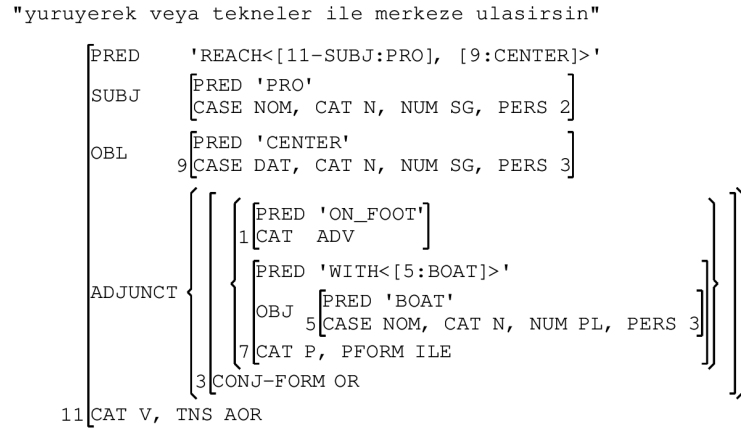 "yuruyerek veya tekneler ile merkeze ulasirsin"
PRED 'REACH<[11-SUBJ:PRO], [9:CENTER]>'
PRED 'PRO'
SUBJ
CASE NOM, CAT N, NUM SG, PERS 2
PRED 'CENTER'
OBL
9 CASE DAT, CAT N, NUM SG, PERS 3
PRED 'ON_FOOT'
1 CAT ADV
PRED 'WITH<[5:BOAT]>'
ADJUNCT
PRED 'BOAT'
OBJ
5 CASE NOM, CAT N, NUM PL, PERS 3
7 CAT P, PFORM ILE
3 CONJ-FORM OR
11 CAT V, TNS AOR